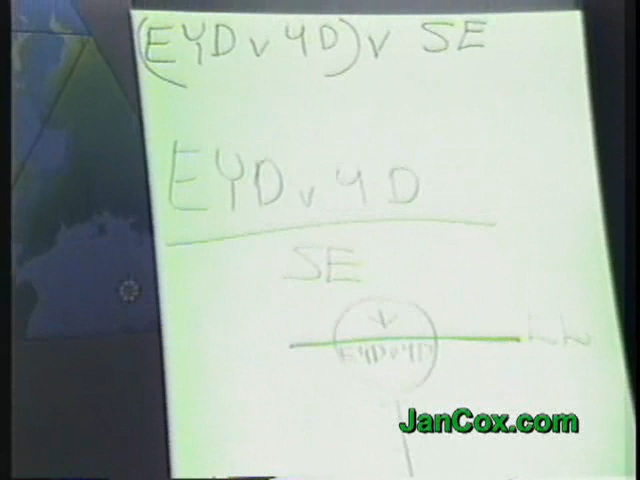 (EYD v YD) v SE
EYD v YD
SE
EYD v YD
JanCox.com